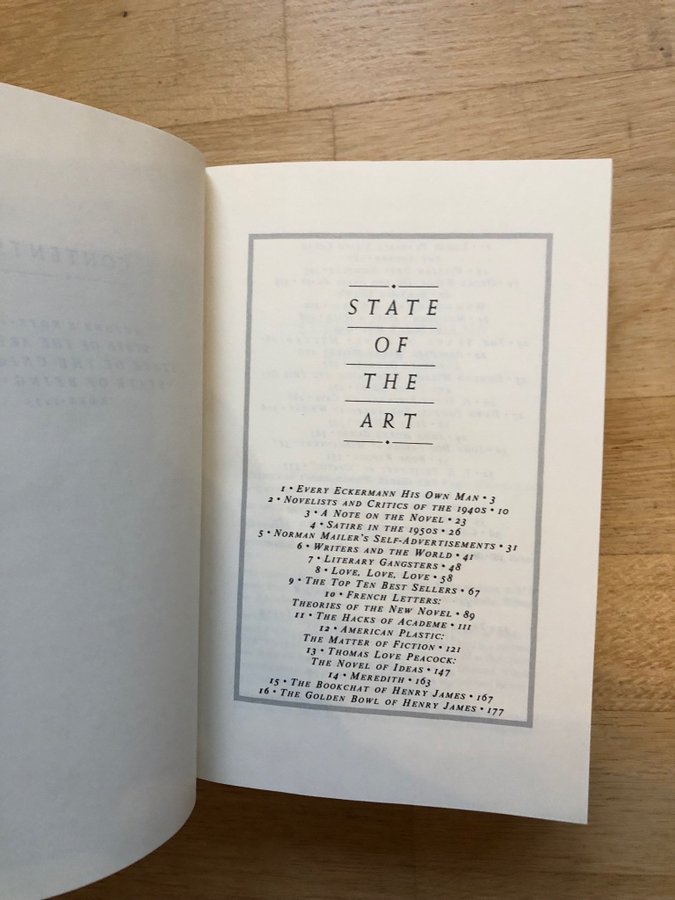 STATE
OF
THE
ART
1 • Every Eckermann His Own Man • 3
2 • Novelists and Critics of the 1940s • 10
3 • A Note on the Novel • 23
4 • Satire in the 1950s • 26
5 • Norman Mailer's Self-Advertisements • 31
6 • Writers and the World • 41
7 • Literary Gangsters • 48
8 • Love, Love, Love • 58
9 • The Top Ten Best Sellers • 67
10 • French Letters:
Theories of the New Novel • 89
11 • The Hacks of Academe • 111
12 • American Plastic:
The Matter of Fiction • 121
13 • Thomas Love Peacock:
The Novel of Ideas • 147
14 • Meredith • 163
15 • The Bookchat of Henry James • 167
16 • The Golden Bowl of Henry James • 177